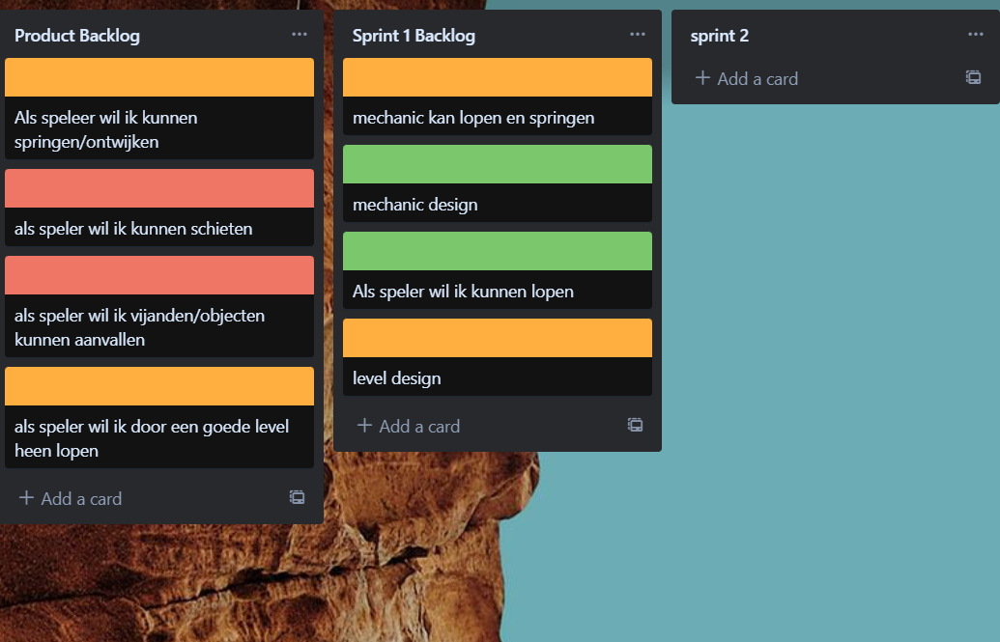 Product Backlog
Als speleer wil ik kunnen
springen/ontwijken
als speler wil ik kunnen schieten
als speler wil ik vijanden/objecten
kunnen aanvallen
als speler wil ik door een goede level
heen lopen
+ Add a card
Sprint 1 Backlog
mechanic kan lopen en springen
mechanic design
Als speler wil ik kunnen lopen
level design
+ Add a card
sprint 2
+ Add a card